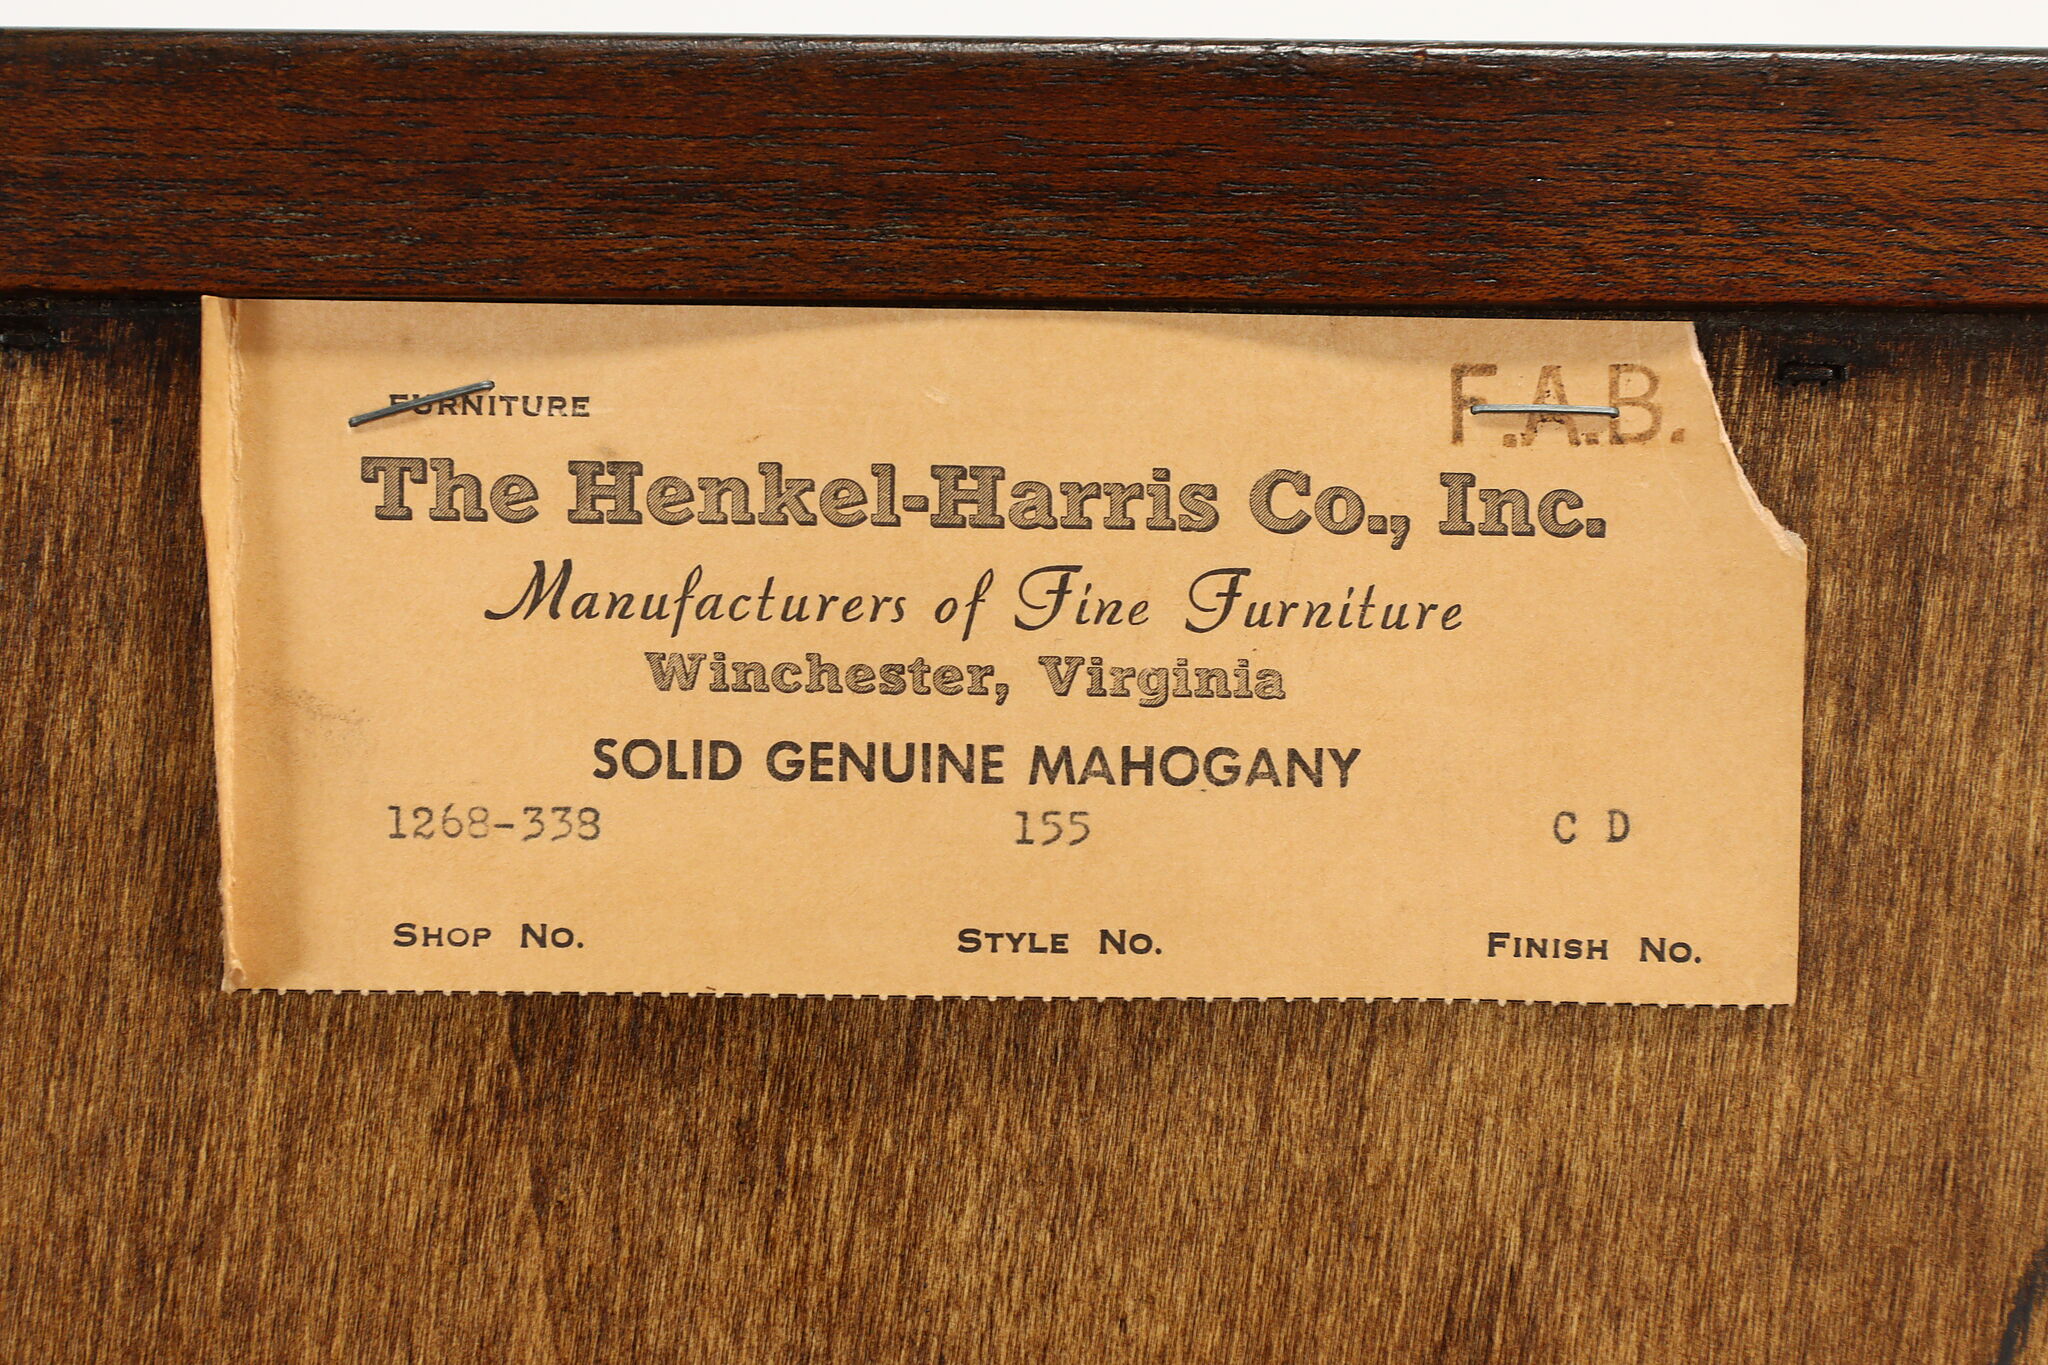 FURNITURE F.A.B.
The Henkel-Harris Co., Inc.
Manufacturers of Fine Furniture
Winchester, Virginia
SOLID GENUINE MAHOGANY
1268-338 155 C D
SHOP NO. STYLE NO. FINISH NO.